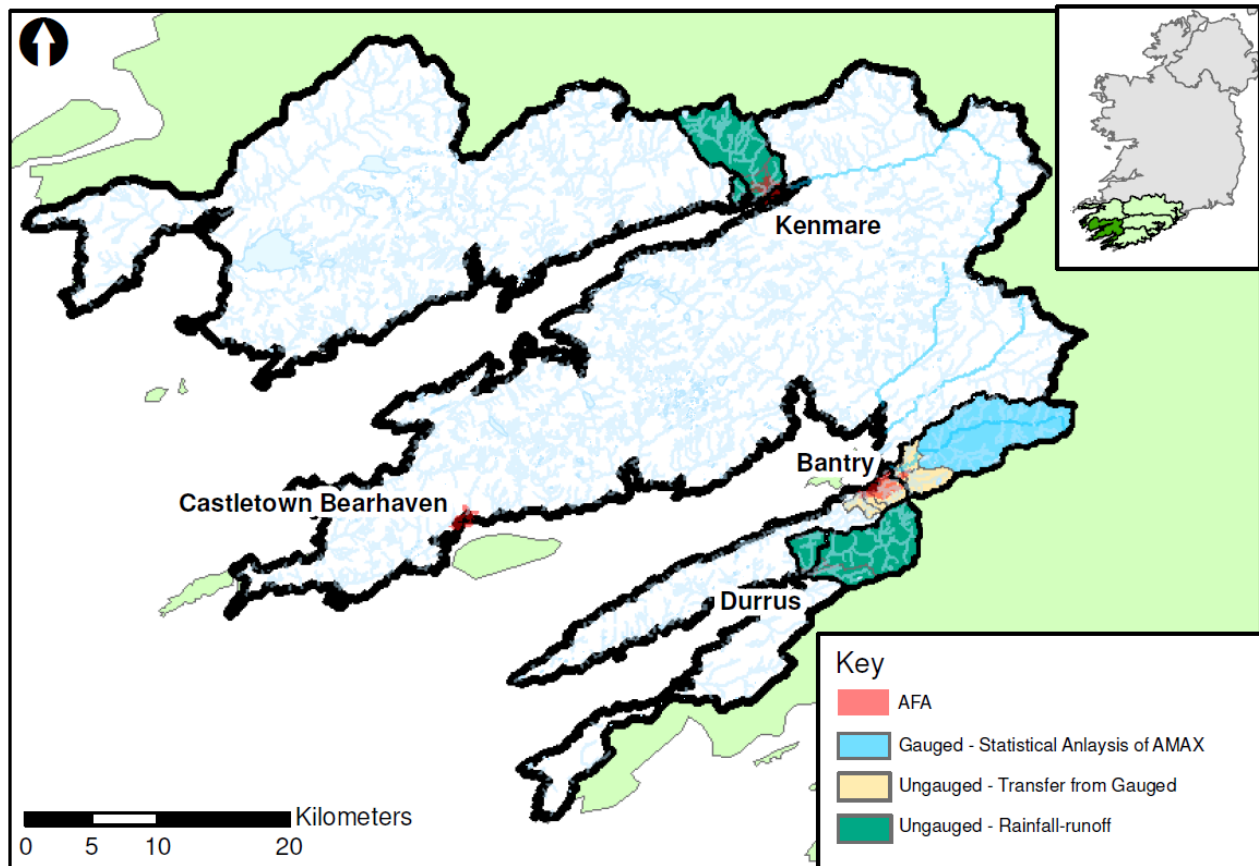 Kenmare
Bantry
Castletown Bearhaven
Durrus
Key
AFA
Gauged - Statistical Anlaysis of AMAX
Ungauged - Transfer from Gauged
Ungauged - Rainfall-runoff
Kilometers
0 5 10 20